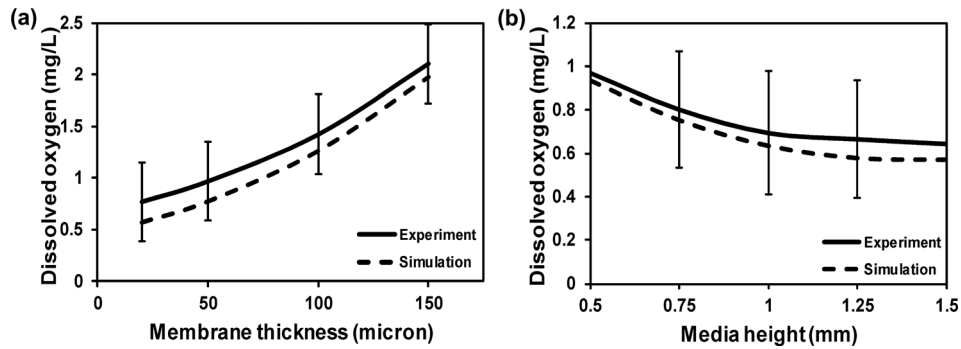 (a)
Dissolved oxygen (mg/L)
2.5
2
1.5
1
0.5
0
0
50
100
150
Membrane thickness (micron)
Experiment
Simulation
(b)
Dissolved oxygen (mg/L)
1.2
1
0.8
0.6
0.4
0.2
0
0.5
0.75
1
1.25
1.5
Media height (mm)
Experiment
Simulation